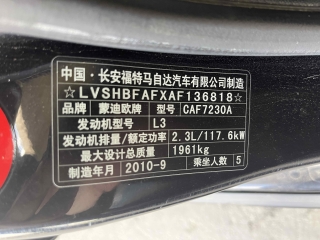 中国·长安福特马自达汽车有限公司制造
☆LVSHBFAFXAF136818☆
品牌 蒙迪欧牌 型号 CAF7230A
发动机型号 L3
发动机排量/额定功率 2.3L/117.6kW
最大设计总质量 1961kg
制造年月 2010-9 乘坐人数 5